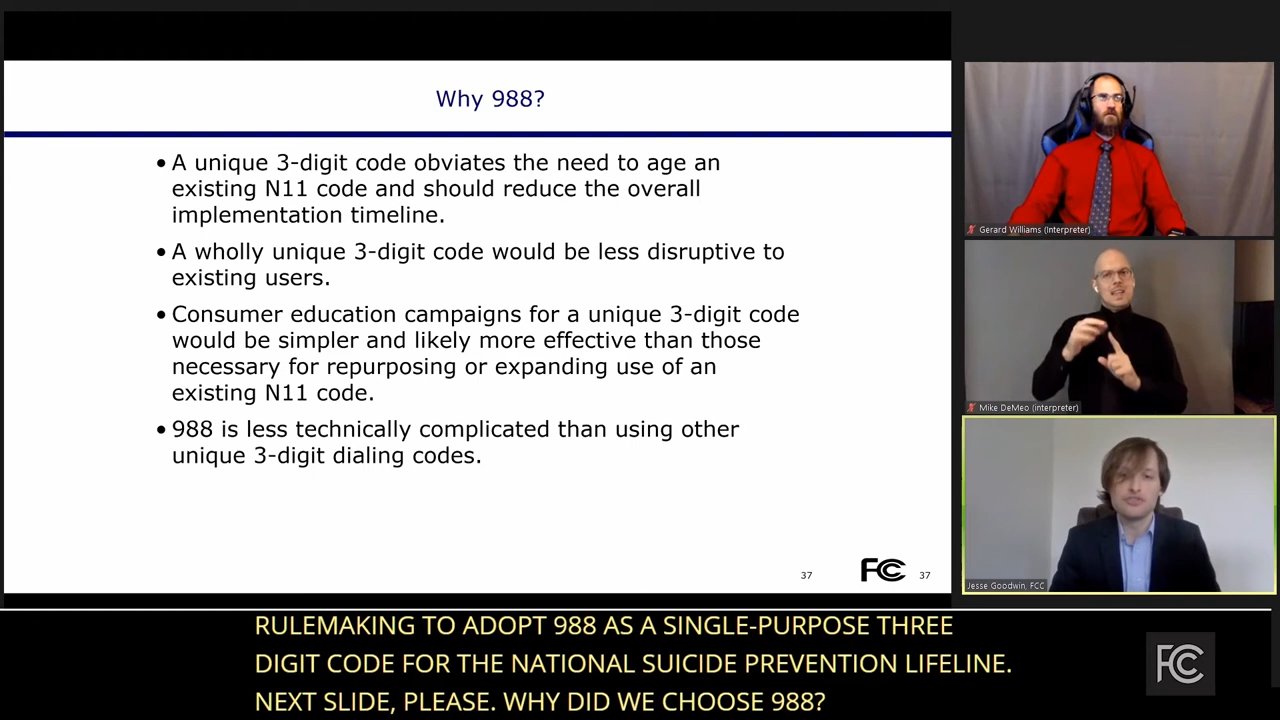 Why 988?
• A unique 3-digit code obviates the need to age an
existing N11 code and should reduce the overall
implementation timeline.
• A wholly unique 3-digit code would be less disruptive to
existing users.
• Consumer education campaigns for a unique 3-digit code
would be simpler and likely more effective than those
necessary for repurposing or expanding use of an
existing N11 code.
• 988 is less technically complicated than using other
unique 3-digit dialing codes.
37
FCC
37
Gerard Williams (Interpreter)
Mike DeMeo (interpreter)
Jesse Goodwin, FCC
RULEMAKING TO ADOPT 988 AS A SINGLE-PURPOSE THREE
DIGIT CODE FOR THE NATIONAL SUICIDE PREVENTION LIFELINE.
NEXT SLIDE, PLEASE. WHY DID WE CHOOSE 988?
FCC